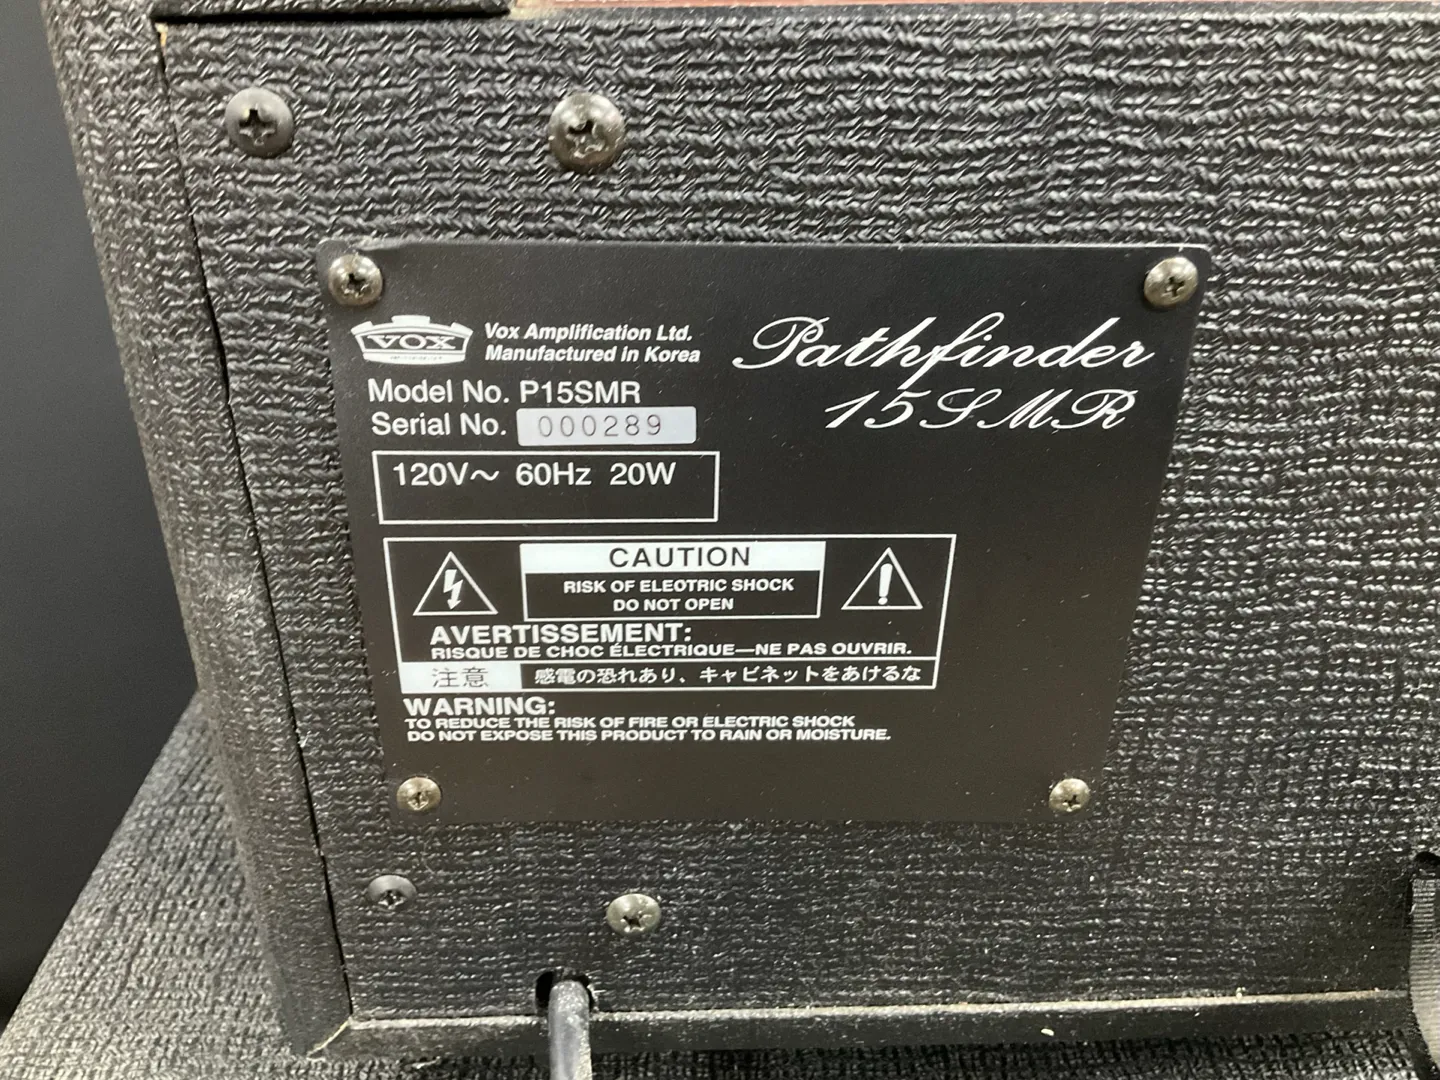 VOX
Vox Amplification Ltd.
Manufactured in Korea
Pathfinder
15SMR
Model No. P15SMR
Serial No. 000289
120V～ 60Hz 20W
CAUTION
RISK OF ELEOTRIC SHOCK
DO NOT OPEN
AVERTISSEMENT:
RISQUE DE CHOC ÉLECTRIQUE—NE PAS OUVRIR.
注意 感電の恐れあり、キャビネットをあけるな
WARNING:
TO REDUCE THE RISK OF FIRE OR ELECTRIC SHOCK
DO NOT EXPOSE THIS PRODUCT TO RAIN OR MOISTURE.